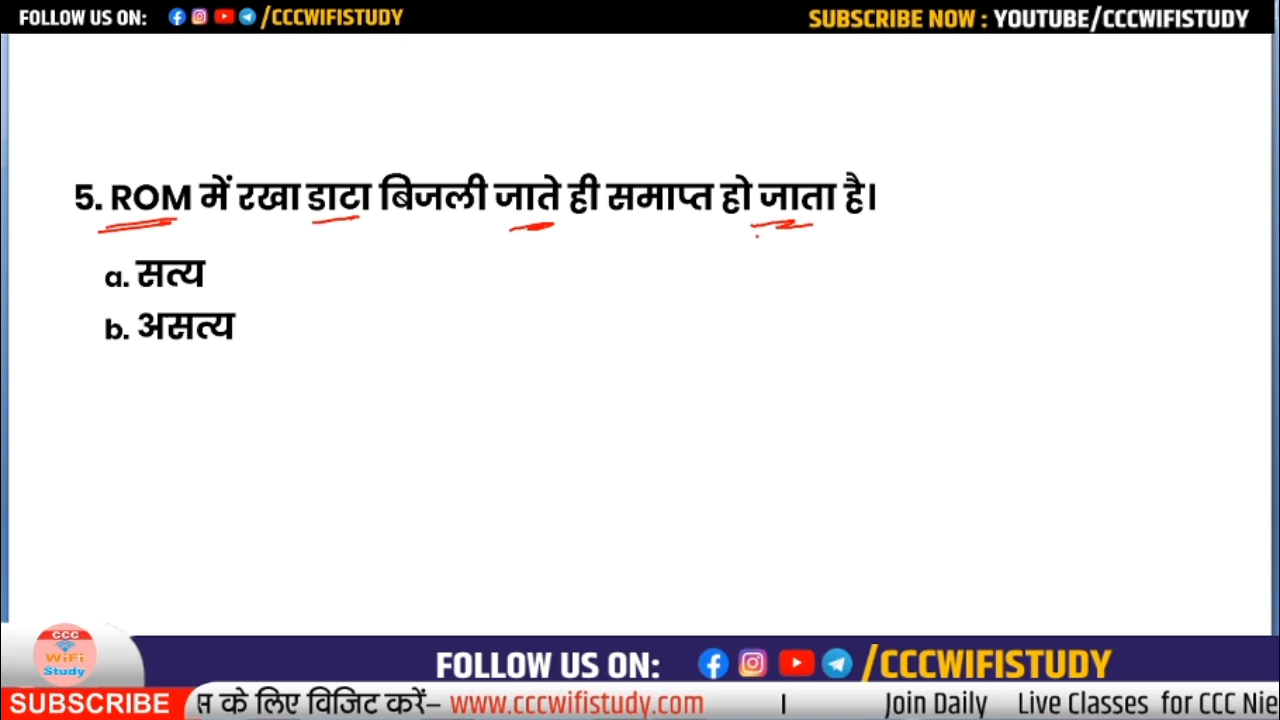 FOLLOW US ON: /CCCWIFISTUDY
SUBSCRIBE NOW : YOUTUBE/CCCWIFISTUDY
5. ROM में रखा डाटा बिजली जाते ही समाप्त हो जाता है।
a. सत्य
b. असत्य
CCC
WiFi
Study
FOLLOW US ON: /CCCWIFISTUDY
SUBSCRIBE
स के लिए विजिट करें– www.cccwifistudy.com | Join Daily Live Classes for CCC Nie